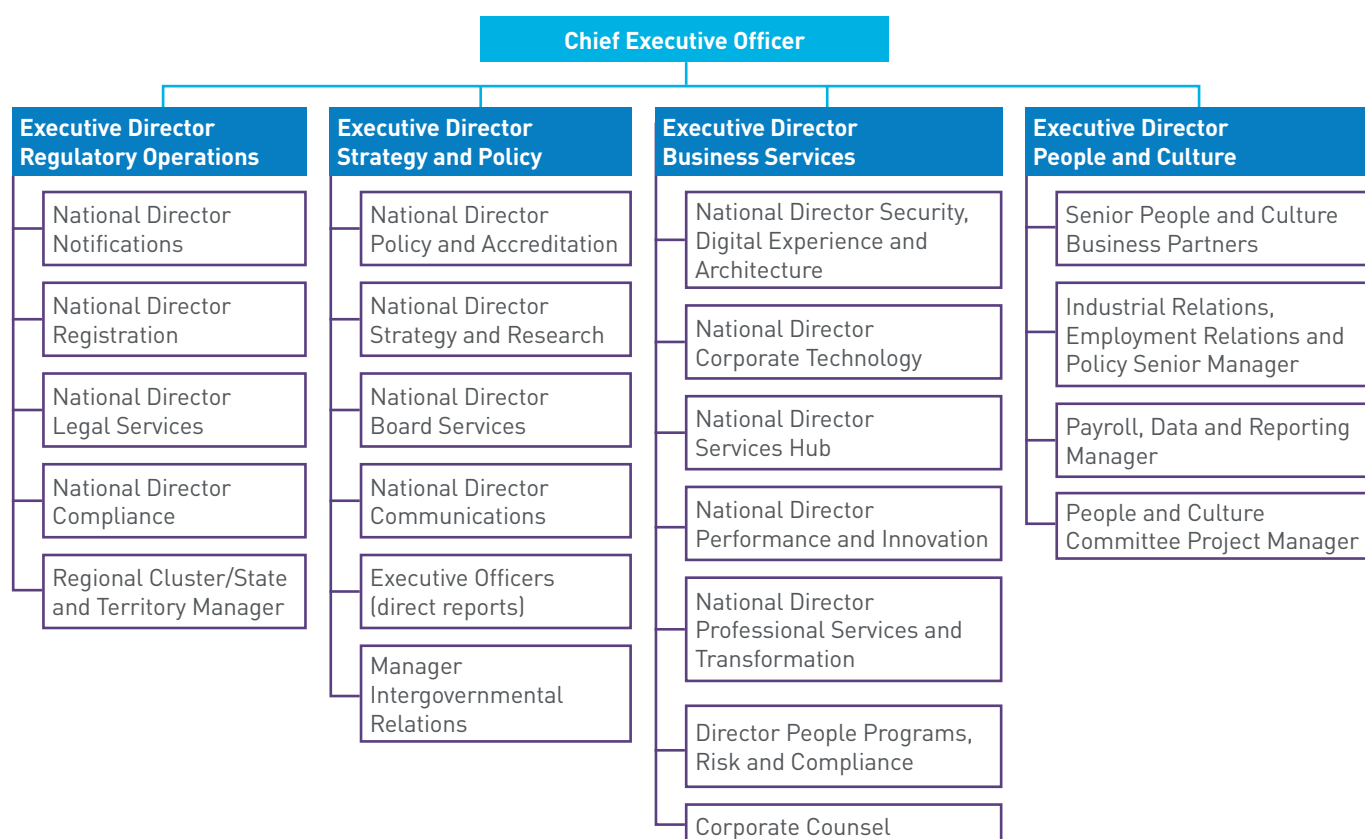 Chief Executive Officer
Executive Director
Regulatory Operations
National Director
Notifications
National Director
Registration
National Director
Legal Services
National Director
Compliance
Regional Cluster/State
and Territory Manager
Executive Director
Strategy and Policy
National Director
Policy and Accreditation
National Director
Strategy and Research
National Director
Board Services
National Director
Communications
Executive Officers
(direct reports)
Manager
Intergovernmental
Relations
Executive Director
Business Services
National Director Security,
Digital Experience and
Architecture
National Director
Corporate Technology
National Director
Services Hub
National Director
Performance and Innovation
National Director
Professional Services and
Transformation
Director People Programs,
Risk and Compliance
Corporate Counsel
Executive Director
People and Culture
Senior People and Culture
Business Partners
Industrial Relations,
Employment Relations and
Policy Senior Manager
Payroll, Data and Reporting
Manager
People and Culture
Committee Project Manager